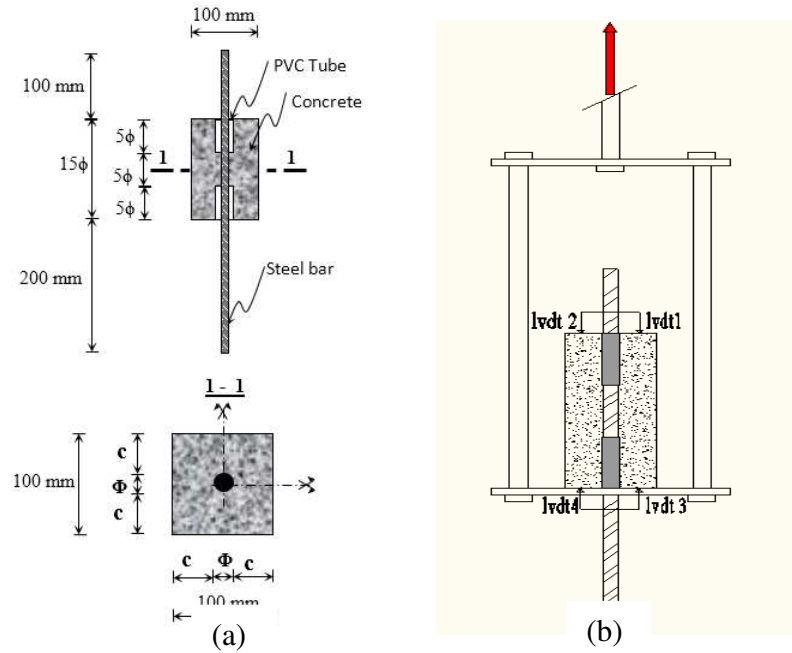 100 mm
PVC Tube
100 mm
Concrete
5ϕ
1
1
15ϕ
5ϕ
5ϕ
200 mm
Steel bar
1 - 1
c
100 mm
Φ
c
c Φ c
100 mm
(a)
lvdt 2
lvdt1
lvdt4
lvdt 3
(b)